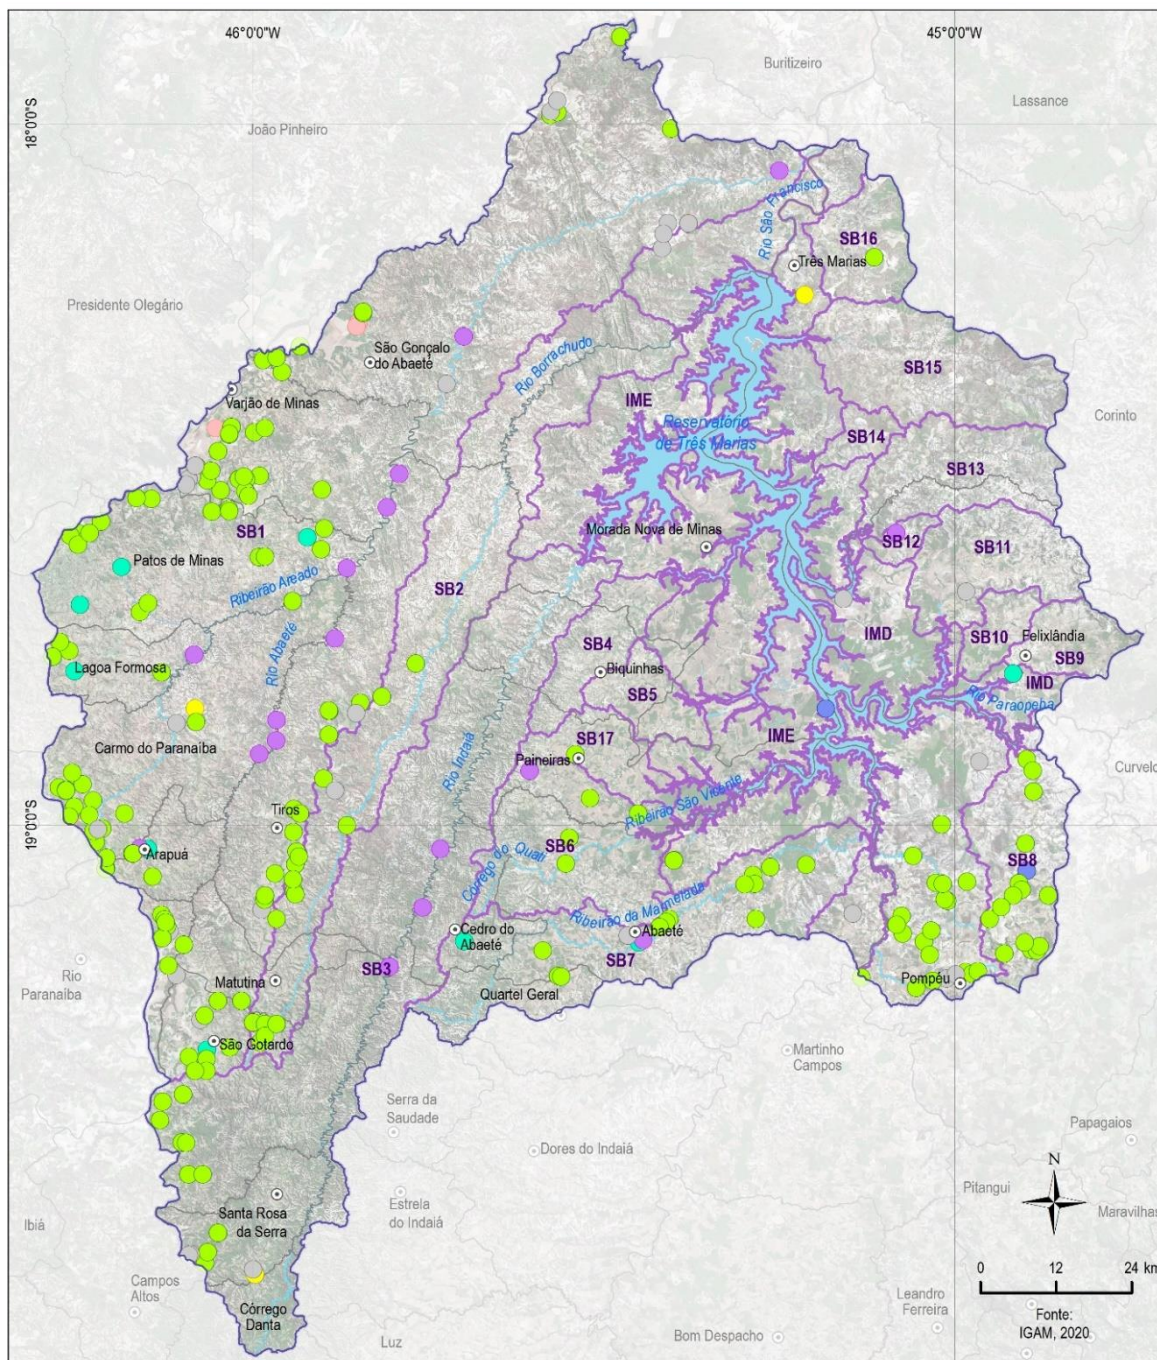 46°0'0"W
45°0'0"W
Buritizeiro
Lassance
18°0'0"S
João Pinheiro
Rio São Francisco
SB16
Três Marias
Presidente Olegário
São Gonçalo
do Abaeté
Rio Borrachudo
SB15
Varjão de Minas
IME
Corinto
Reservatório
de Três Marias
SB14
SB13
SB1
Morada Nova de Minas
SB12
SB11
Patos de Minas
Ribeirão Areado
SB2
IMD
SB10
Felixlândia
SB4
SB9
Lagoa Formosa
Rio Abaeté
Biquinhas
IMD
SB5
Rio Paraopeba
Carmo do Paranaíba
Rio Indaiá
SB17
IME
Paineiras
Curvelo
Ribeirão São Vicente
Tiros
19°0'0"S
SB6
Arapuá
Córrego do Quati
SB8
Ribeirão da Marmelada
Cedro do
Abaeté
Abaeté
SB7
SB3
Rio
Paranaíba
Matutina
Quartel Geral
Pompéu
São Gotardo
Martinho
Campos
Serra da
Saudade
Papagaios
Dores do Indaiá
N
Pitangui
Santa Rosa
da Serra
Estrela
do Indaiá
Maravilhas
Ibiá
Campos
Altos
0 12 24 km
Córrego
Danta
Leandro
Ferreira
Fonte:
IGAM, 2020
Luz
Bom Despacho